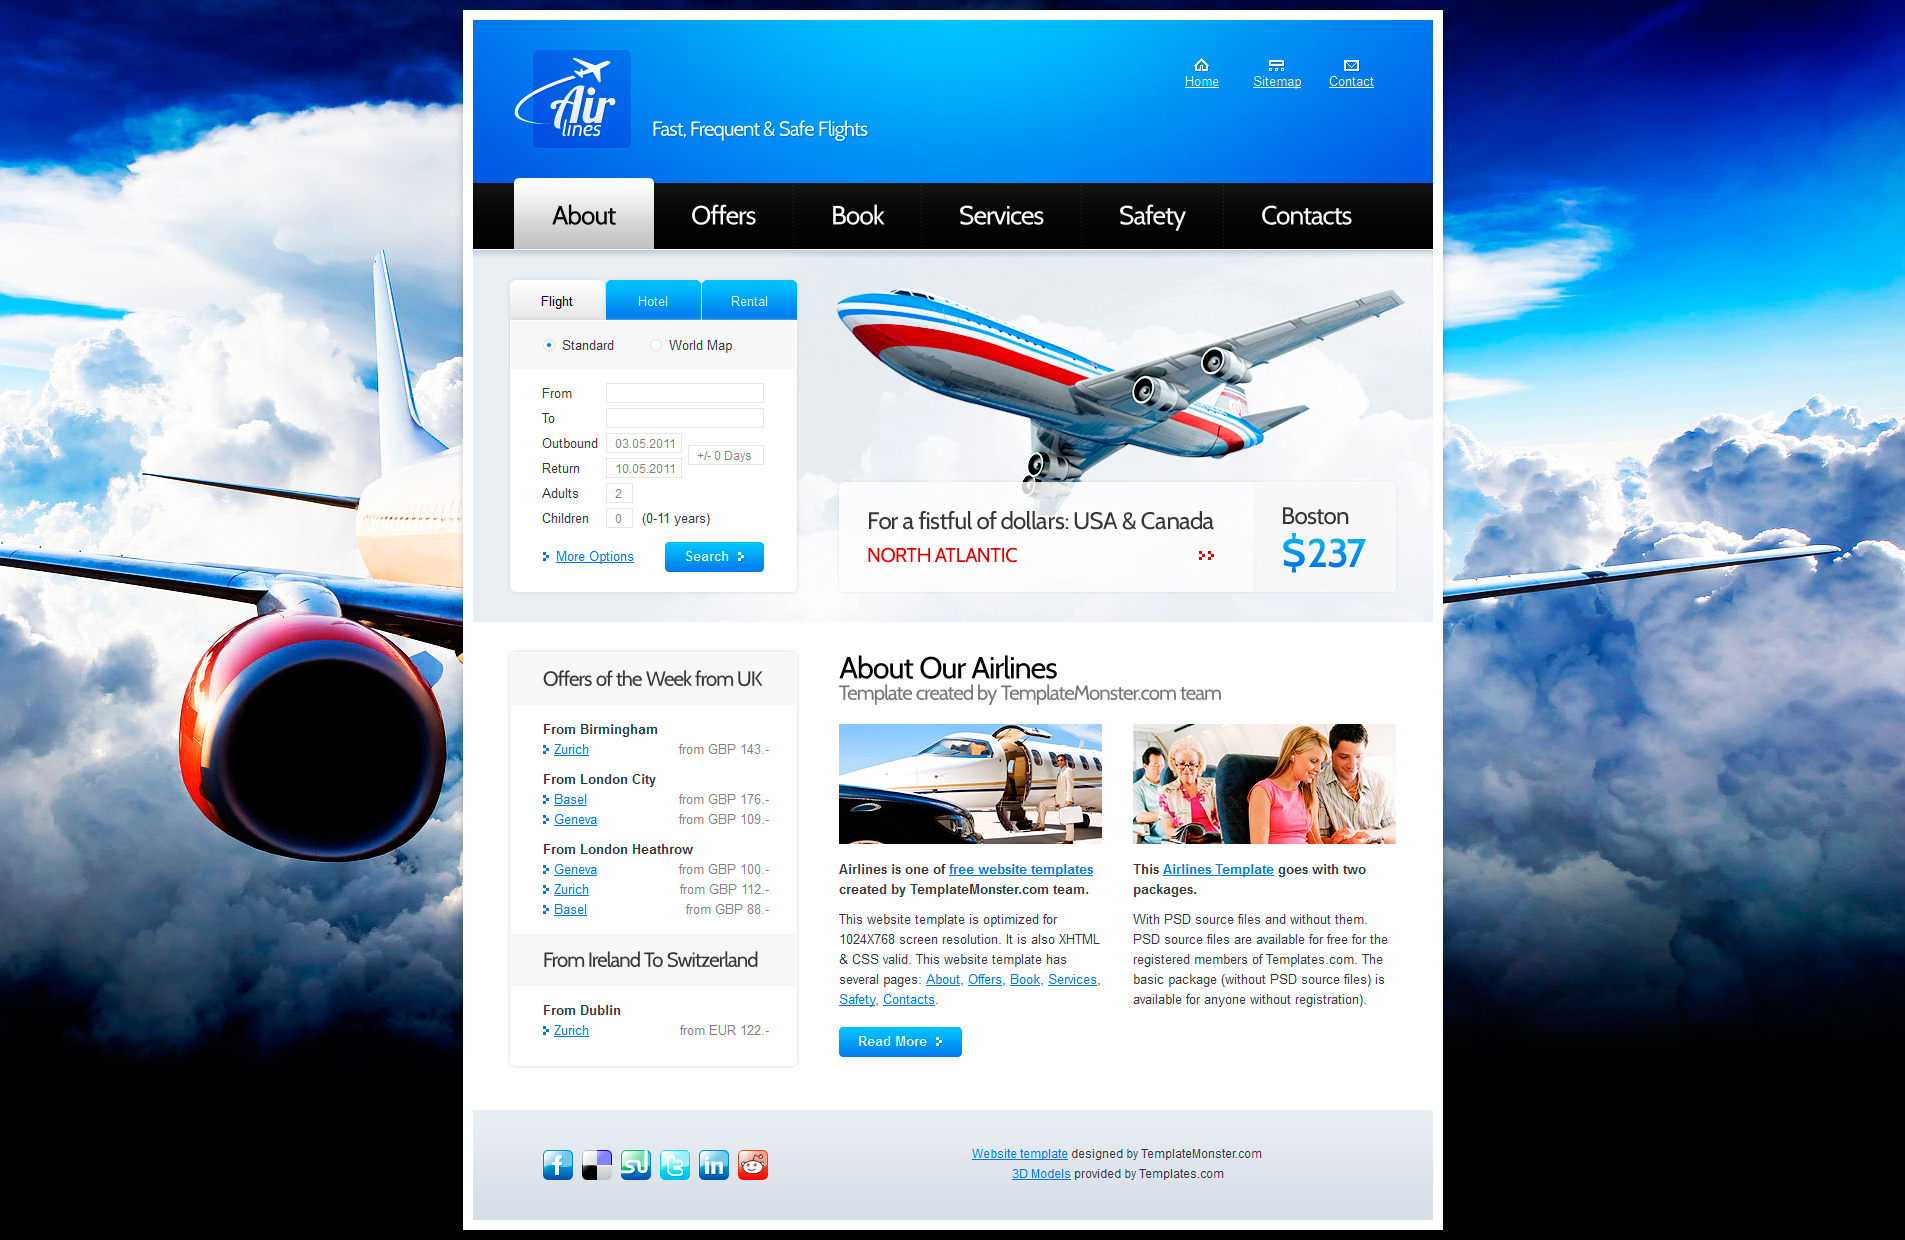 Air
lines
Fast, Frequent & Safe Flights
Home
Sitemap
Contact
About
Offers
Book
Services
Safety
Contacts
Flight
Hotel
Rental
Standard
World Map
From
To
Outbound 03.05.2011
+/- 0 Days
Return 10.05.2011
Adults 2
Children 0 (0-11 years)
More Options
Search
For a fistful of dollars: USA & Canada
NORTH ATLANTIC
Boston
$237
Offers of the Week from UK
From Birmingham
Zurich from GBP 143.-
From London City
Basel from GBP 176.-
Geneva from GBP 109.-
From London Heathrow
Geneva from GBP 100.-
Zurich from GBP 112.-
Basel from GBP 88.-
From Ireland To Switzerland
From Dublin
Zurich from EUR 122.-
About Our Airlines
Template created by TemplateMonster.com team
Airlines is one of free website templates
created by TemplateMonster.com team.
This website template is optimized for
1024X768 screen resolution. It is also XHTML
& CSS valid. This website template has
several pages: About, Offers, Book, Services,
Safety, Contacts.
Read More
This Airlines Template goes with two
packages.
With PSD source files and without them.
PSD source files are available for free for the
registered members of Templates.com. The
basic package (without PSD source files) is
available for anyone without registration).
Website template designed by TemplateMonster.com
3D Models provided by Templates.com